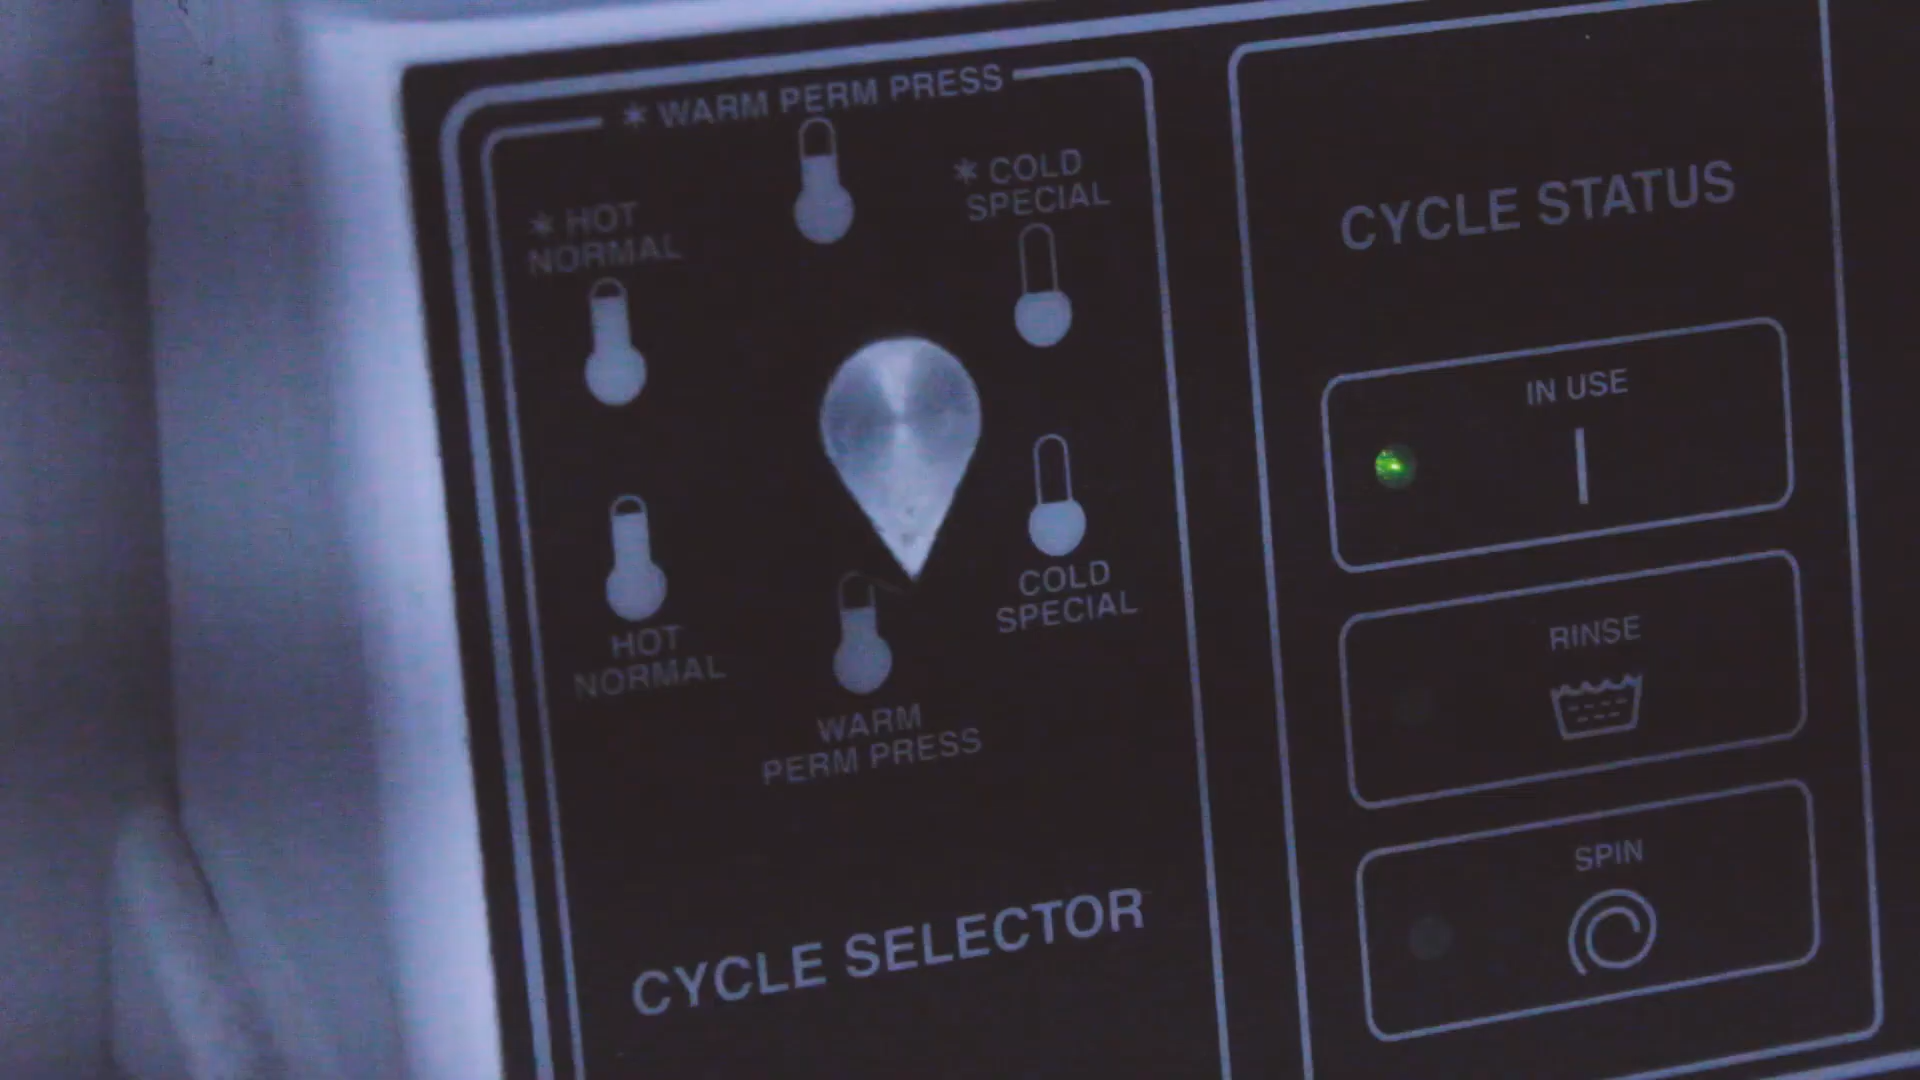 * WARM PERM PRESS
* HOT
NORMAL
* COLD
SPECIAL
HOT
NORMAL
WARM
PERM PRESS
COLD
SPECIAL
CYCLE SELECTOR
CYCLE STATUS
IN USE
RINSE
SPIN